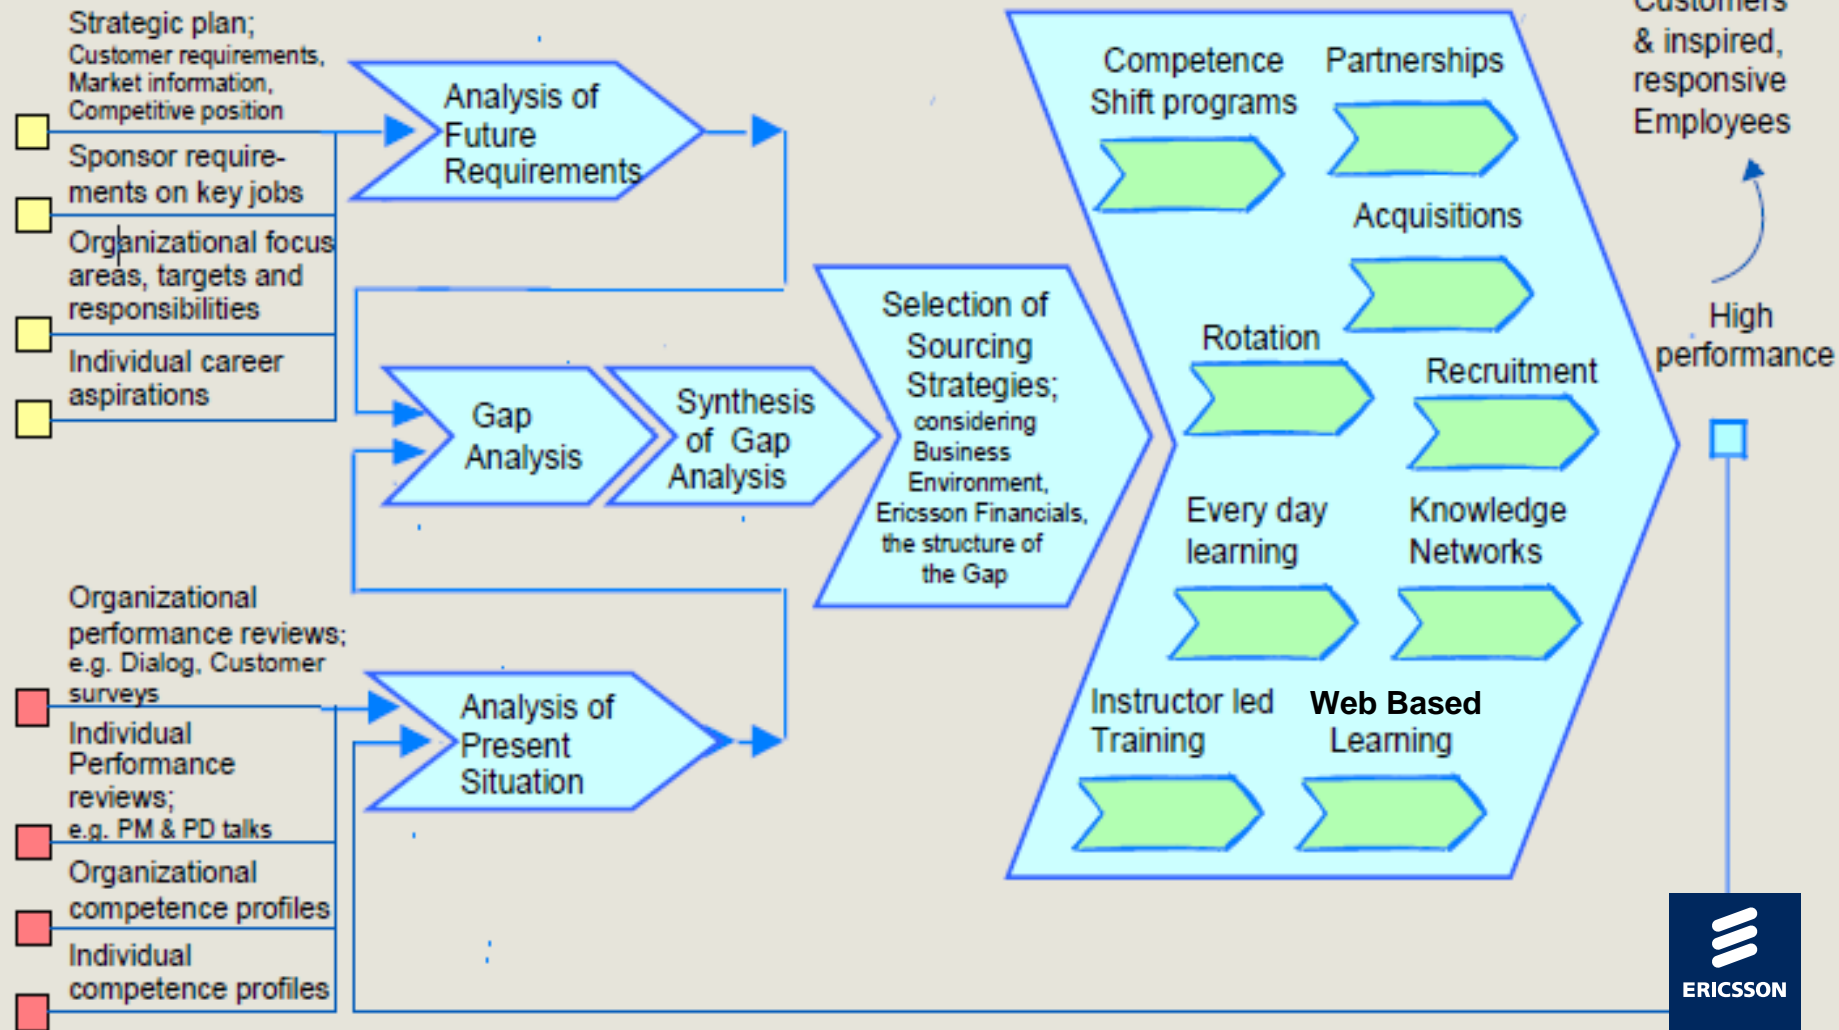 Strategic plan;
Customer requirements,
Market information,
Competitive position
Sponsor require-
ments on key jobs
Organizational focus
areas, targets and
responsibilities
Individual career
aspirations
Organizational
performance reviews;
e.g. Dialog, Customer
surveys
Individual
Performance
reviews;
e.g. PM & PD talks
Organizational
competence profiles
Individual
competence profiles
Analysis of
Future
Requirements
Gap
Analysis
Synthesis
of Gap
Analysis
Analysis of
Present
Situation
Selection of
Sourcing
Strategies;
considering
Business
Environment,
Ericsson Financials,
the structure of
the Gap
Competence
Shift programs
Partnerships
Acquisitions
Rotation
Recruitment
Every day
learning
Knowledge
Networks
Instructor led
Training
Web Based
Learning
Customers
& inspired,
responsive
Employees
High
performance
ERICSSON